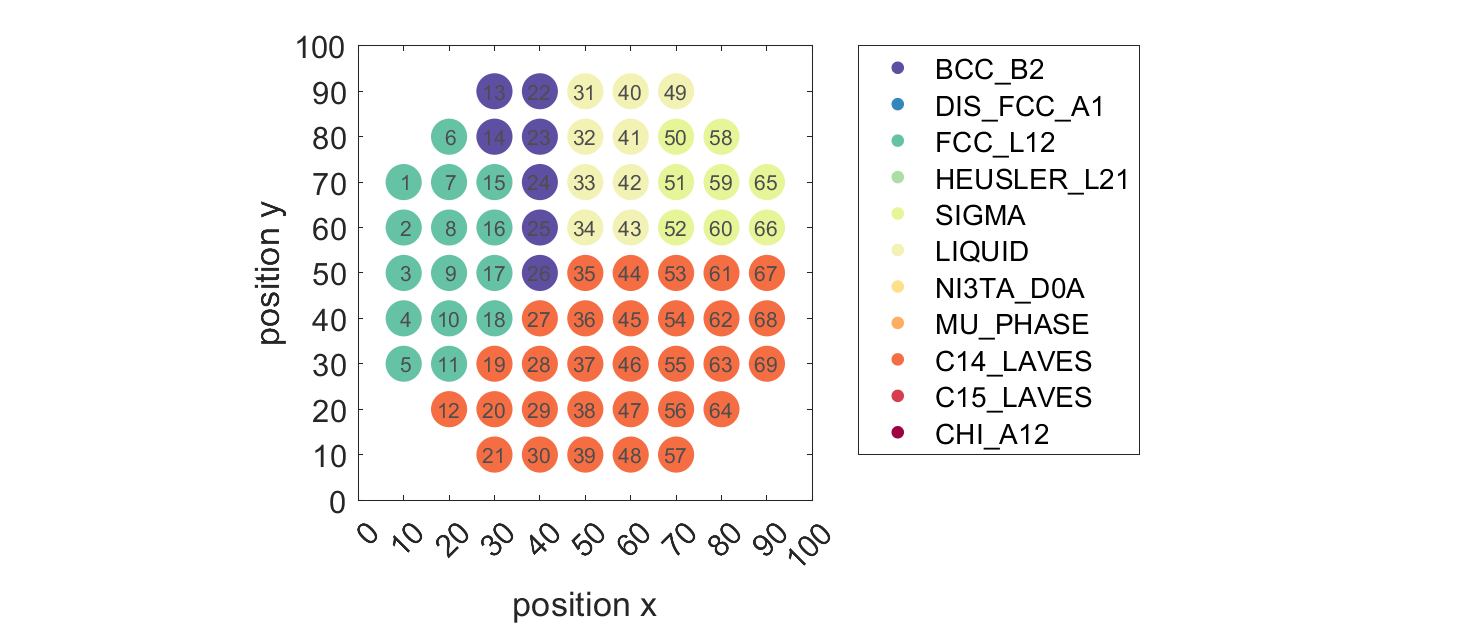 100
90
80
70
60
50
40
30
20
10
0
position y
13 22 31 40 49
6 14 23 32 41 50 58
1 7 15 24 33 42 51 59 65
2 8 16 25 34 43 52 60 66
3 9 17 26 35 44 53 61 67
4 10 18 27 36 45 54 62 68
5 11 19 28 37 46 55 63 69
12 20 29 38 47 56 64
21 30 39 48 57
0 10 20 30 40 50 60 70 80 90 100
position x
BCC_B2
DIS_FCC_A1
FCC_L12
HEUSLER_L21
SIGMA
LIQUID
NI3TA_D0A
MU_PHASE
C14_LAVES
C15_LAVES
CHI_A12